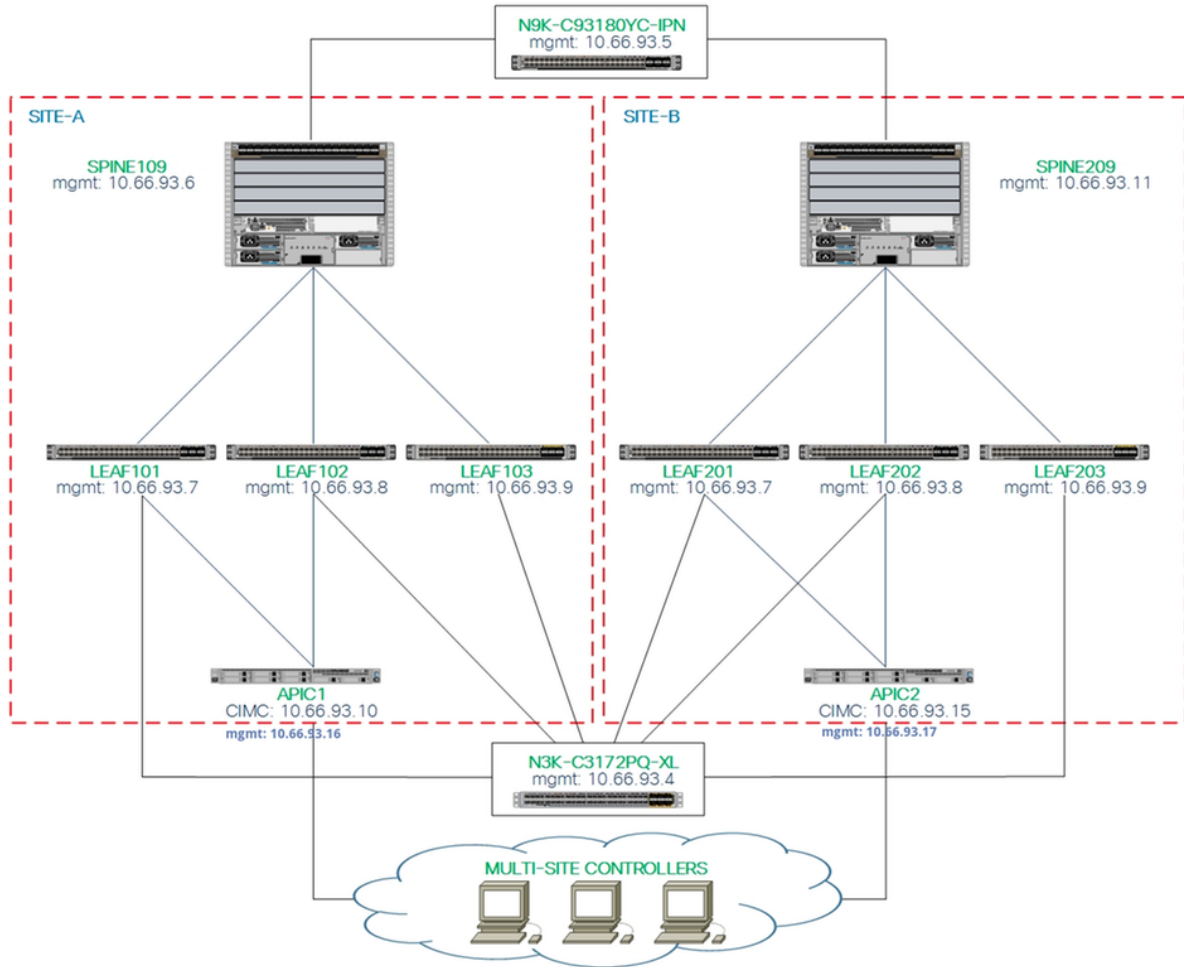 N9K-C93180YC-IPN
mgmt: 10.66.93.5
SITE-A
SITE-B
SPINE109
mgmt: 10.66.93.6
SPINE209
mgmt: 10.66.93.11
LEAF101
mgmt: 10.66.93.7
LEAF102
mgmt: 10.66.93.8
LEAF103
mgmt: 10.66.93.9
LEAF201
mgmt: 10.66.93.7
LEAF202
mgmt: 10.66.93.8
LEAF203
mgmt: 10.66.93.9
APIC1
CIMC: 10.66.93.10
mgmt: 10.66.93.16
APIC2
CIMC: 10.66.93.15
mgmt: 10.66.93.17
N3K-C3172PQ-XL
mgmt: 10.66.93.4
MULTI-SITE CONTROLLERS